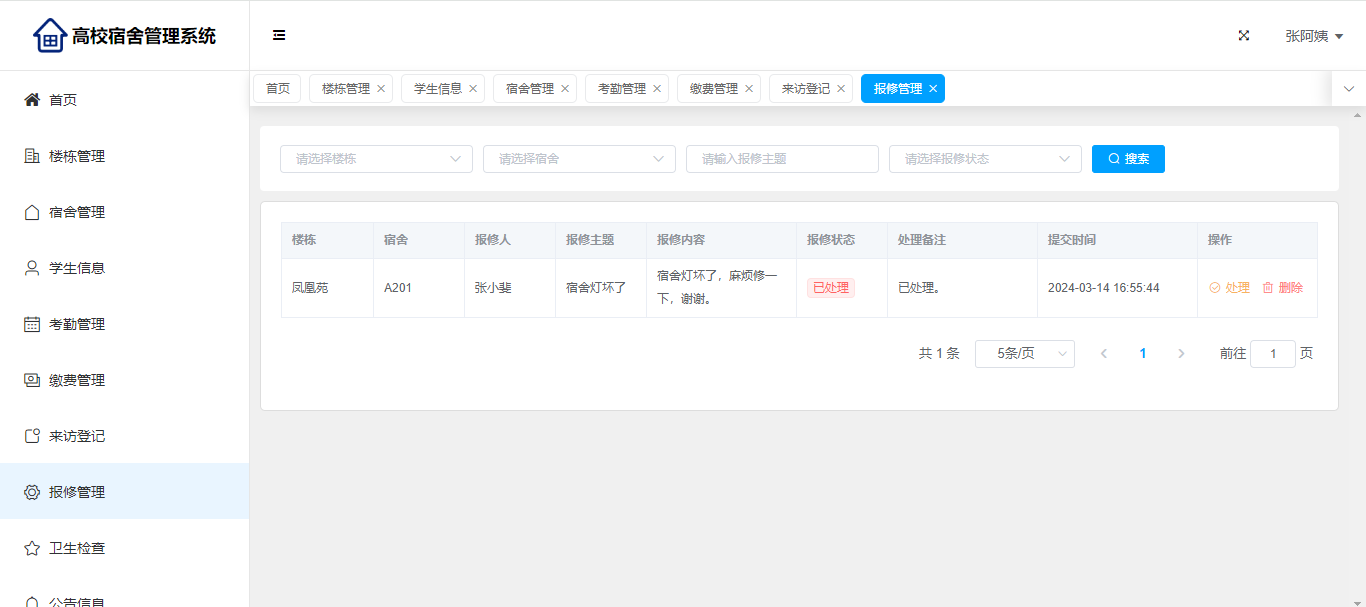 高校宿舍管理系统
张阿姨
首页
楼栋管理
宿舍管理
学生信息
考勤管理
缴费管理
来访登记
报修管理
卫生检查
公告信息
首页 楼栋管理 学生信息 宿舍管理 考勤管理 缴费管理 来访登记 报修管理
请选择楼栋 请选择宿舍 请输入报修主题 请选择报修状态 搜索
楼栋 宿舍 报修人 报修主题 报修内容 报修状态 处理备注 提交时间 操作
凤凰苑 A201 张小斐 宿舍灯坏了 宿舍灯坏了，麻烦修一
下，谢谢。
已处理 已处理。 2024-03-14 16:55:44 处理 删除
共 1 条 5条/页 1 前往 1 页